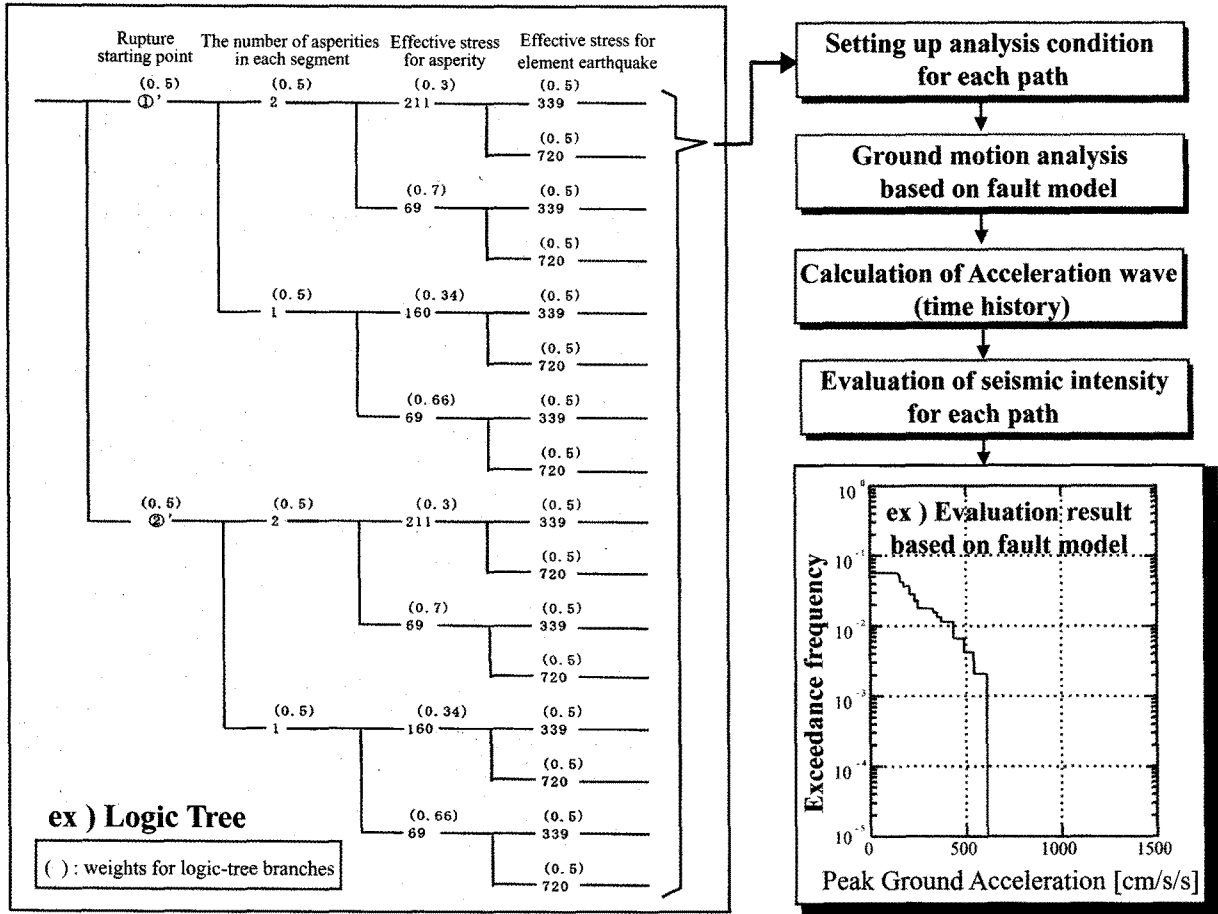 Rupture
starting point
The number of asperities
in each segment
Effective stress
for asperity
Effective stress for
element earthquake
(0.5) (0.5) (0.3) (0.5)
①' 2 211 339
(0.5)
720
(0.7) (0.5)
69 339
(0.5)
720
(0.5) (0.34) (0.5)
1 160 339
(0.5)
720
(0.66) (0.5)
69 339
(0.5)
720
(0.5) (0.5) (0.3) (0.5)
②' 2 211 339
(0.5)
720
(0.7) (0.5)
69 339
(0.5)
720
(0.5) (0.34) (0.5)
1 160 339
(0.5)
720
(0.66) (0.5)
69 339
(0.5)
720
ex ) Logic Tree
( ) : weights for logic-tree branches
Setting up analysis condition
for each path
Ground motion analysis
based on fault model
Calculation of Acceleration wave
(time history)
Evaluation of seismic intensity
for each path
ex ) Evaluation result
based on fault model
Exceedance frequency
10⁰
10⁻¹
10⁻²
10⁻³
10⁻⁴
10⁻⁵
0 500 1000 1500
Peak Ground Acceleration [cm/s/s]